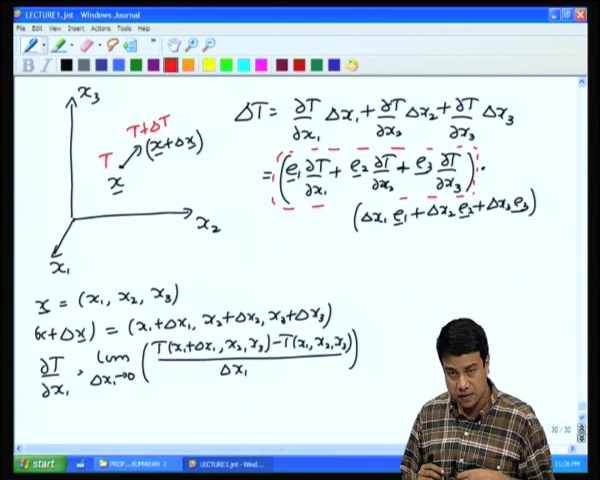 LECTURE1.jnt - Windows Journal
File Edit View Insert Actions Tools Help
B I
x₃
T+ΔT
T
(x+Δx)
x
x₂
x₁
ΔT = ∂T/∂x₁ Δx₁ + ∂T/∂x₂ Δx₂ + ∂T/∂x₃ Δx₃
= (e₁ ∂T/∂x₁ + e₂ ∂T/∂x₂ + e₃ ∂T/∂x₃) ·
(Δx₁ e₁ + Δx₂ e₂ + Δx₃ e₃)
x = (x₁, x₂, x₃)
(x+Δx) = (x₁+Δx₁, x₂+Δx₂, x₃+Δx₃)
∂T/∂x₁ = lim Δx₁→0 (T(x₁+Δx₁, x₂, x₃) - T(x₁, x₂, x₃) / Δx₁)
30 / 30
start
PROF... KUMARAN 2
LECTURE1.jnt - Wind...
11:26 PM